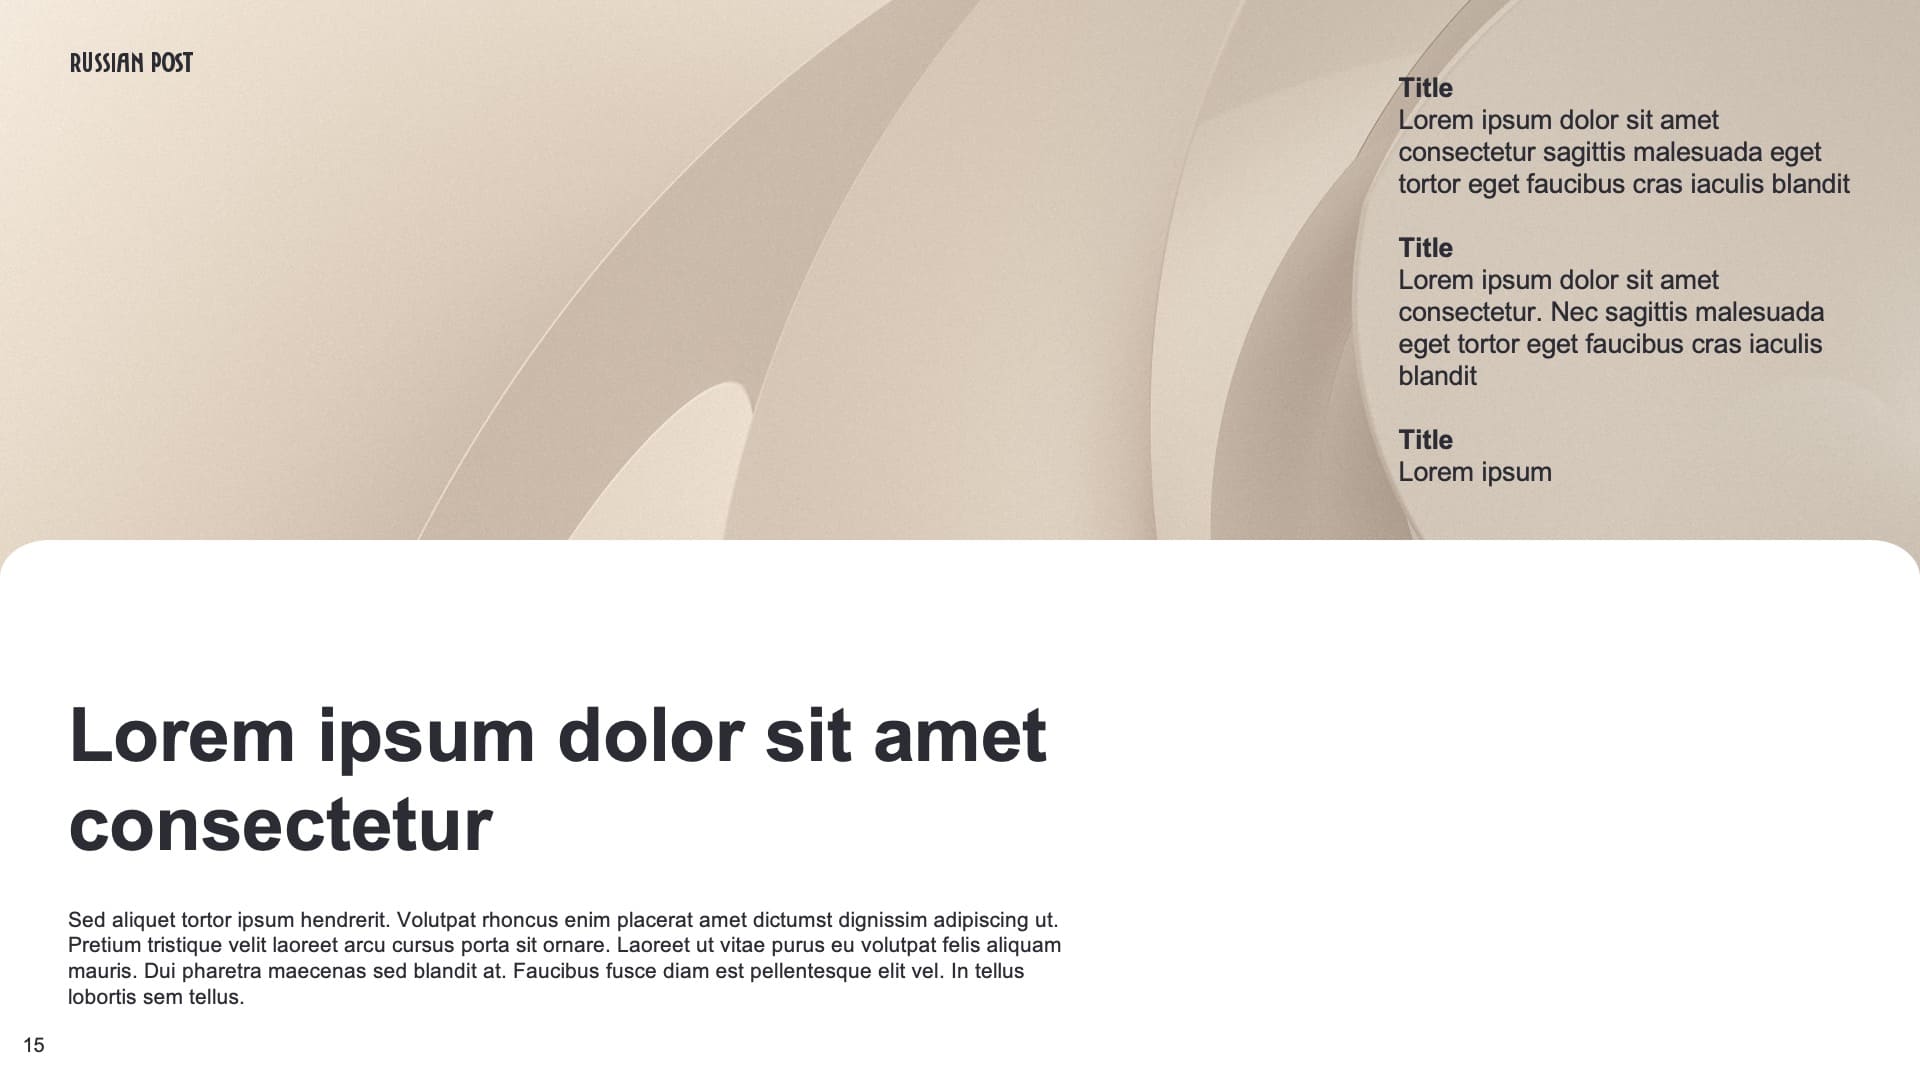 RUSSIAN POST
Title
Lorem ipsum dolor sit amet
consectetur sagittis malesuada eget
tortor eget faucibus cras iaculis blandit
Title
Lorem ipsum dolor sit amet
consectetur. Nec sagittis malesuada
eget tortor eget faucibus cras iaculis
blandit
Title
Lorem ipsum
Lorem ipsum dolor sit amet
consectetur
Sed aliquet tortor ipsum hendrerit. Volutpat rhoncus enim placerat amet dictumst dignissim adipiscing ut.
Pretium tristique velit laoreet arcu cursus porta sit ornare. Laoreet ut vitae purus eu volutpat felis aliquam
mauris. Dui pharetra maecenas sed blandit at. Faucibus fusce diam est pellentesque elit vel. In tellus
lobortis sem tellus.
15